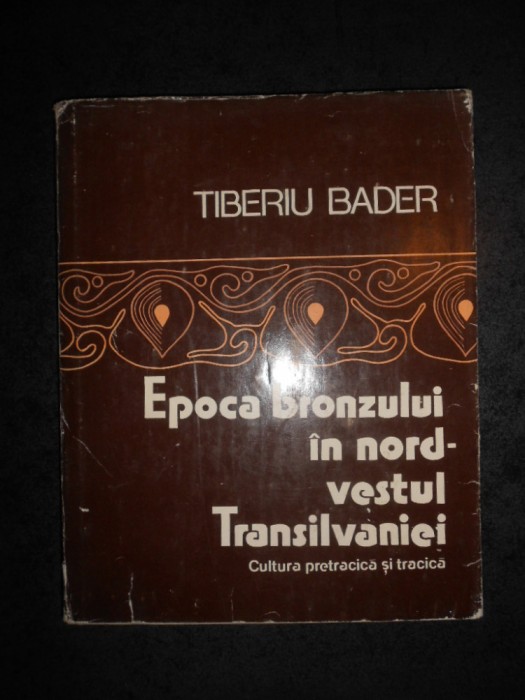 TIBERIU BADER
Epoca bronzului
în nord-
vestul
Transilvaniei
Cultura pretracică și tracică